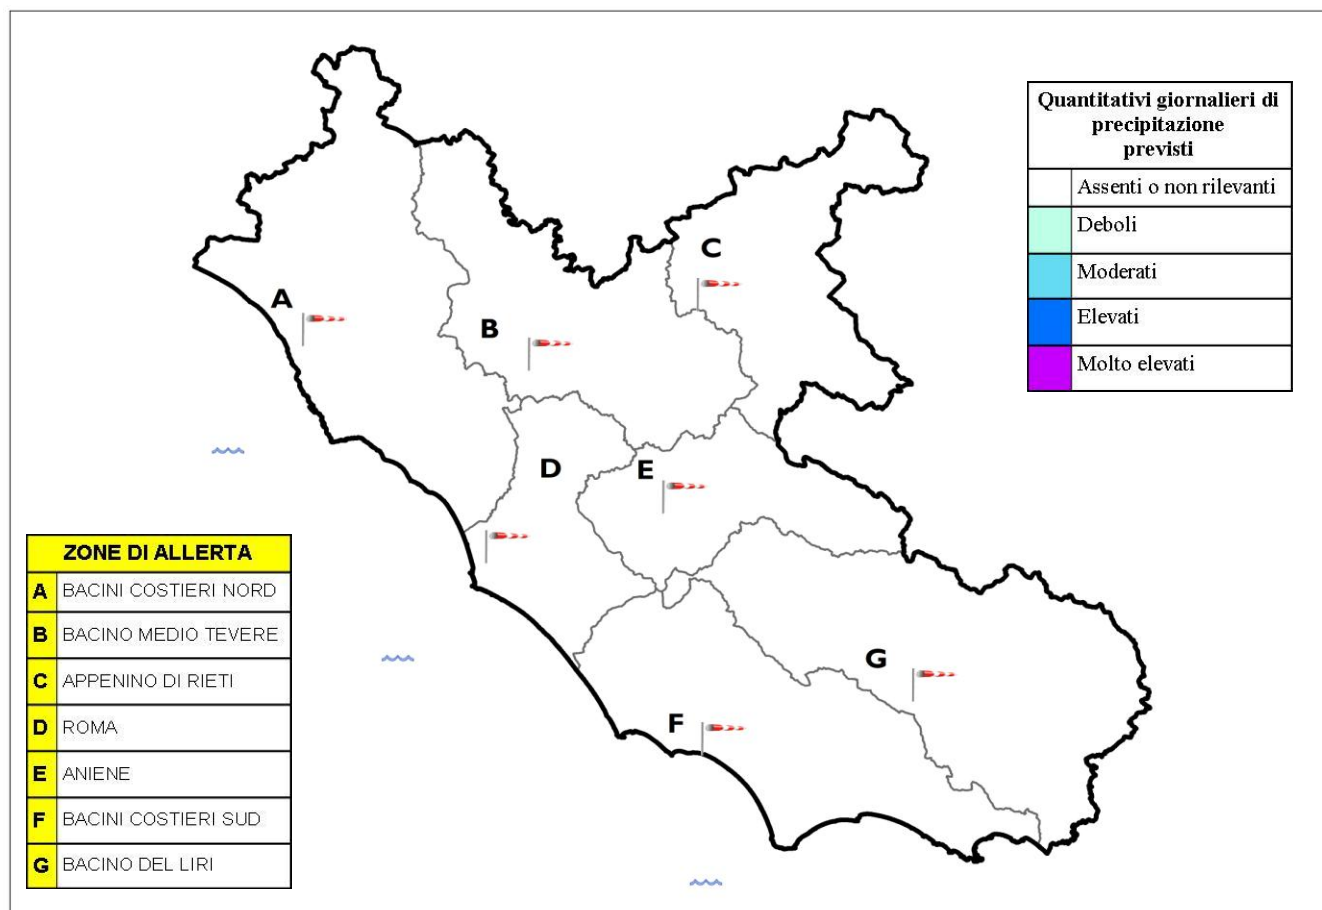 Quantitativi giornalieri di
precipitazione
previsti
Assenti o non rilevanti
Deboli
Moderati
Elevati
Molto elevati
C
A
B
D
E
G
F
ZONE DI ALLERTA
A BACINI COSTIERI NORD
B BACINO MEDIO TEVERE
C APPENINO DI RIETI
D ROMA
E ANIENE
F BACINI COSTIERI SUD
G BACINO DEL LIRI